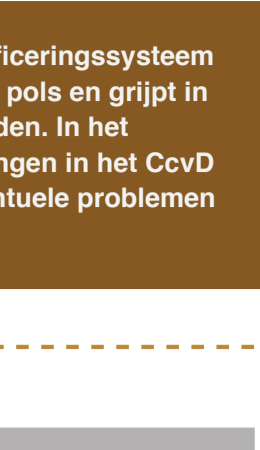 ficeringssysteem
pols en grijpt in
den. In het
ngen in het CcvD
ntuele problemen